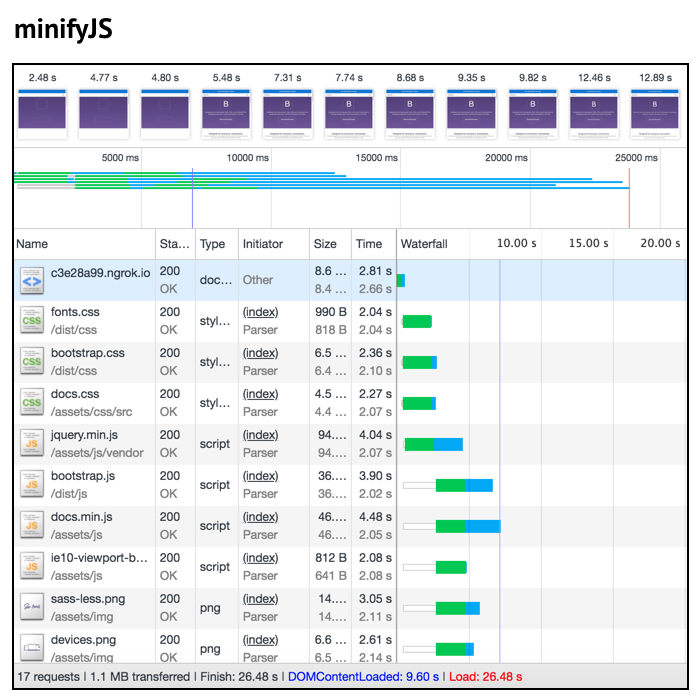 minifyJS
2.48 s 4.77 s 4.80 s 5.48 s 7.31 s 7.74 s 8.68 s 9.35 s 9.82 s 12.46 s 12.89 s
B B B B B B B B
5000 ms 10000 ms 15000 ms 20000 ms 25000 ms
Name Sta... Type Initiator Size Time Waterfall 10.00 s 15.00 s 20.00 s
c3e28a99.ngrok.io 200 doc... Other 8.6 ... 2.81 s
OK 8.4 ... 2.66 s
fonts.css 200 styl... (index) 990 B 2.04 s
/dist/css OK Parser 818 B 2.04 s
bootstrap.css 200 styl... (index) 6.5 ... 2.36 s
/dist/css OK Parser 6.4 ... 2.10 s
docs.css 200 styl... (index) 4.5 ... 2.27 s
/assets/css/src OK Parser 4.4 ... 2.07 s
jquery.min.js 200 script (index) 94.... 4.04 s
/assets/js/vendor OK Parser 94.... 2.07 s
bootstrap.js 200 script (index) 36.... 3.90 s
/dist/js OK Parser 36.... 2.02 s
docs.min.js 200 script (index) 46.... 4.48 s
/assets/js OK Parser 46.... 2.05 s
ie10-viewport-b... 200 script (index) 812 B 2.08 s
/assets/js OK Parser 641 B 2.08 s
sass-less.png 200 png (index) 14.... 3.05 s
/assets/img OK Parser 14.... 2.11 s
devices.png 200 png (index) 6.6 ... 2.61 s
/assets/img OK Parser 6.5 ... 2.14 s
17 requests | 1.1 MB transferred | Finish: 26.48 s | DOMContentLoaded: 9.60 s | Load: 26.48 s